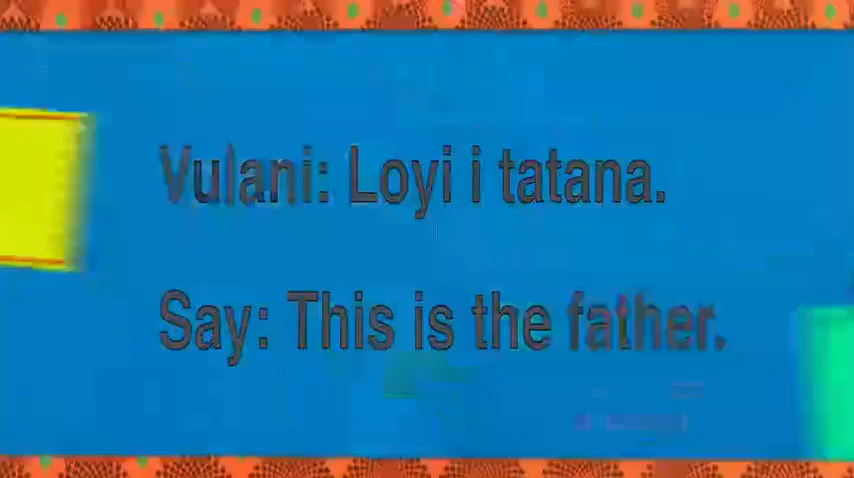 Vulani: Loyi i tatana.
Say: This is the father.